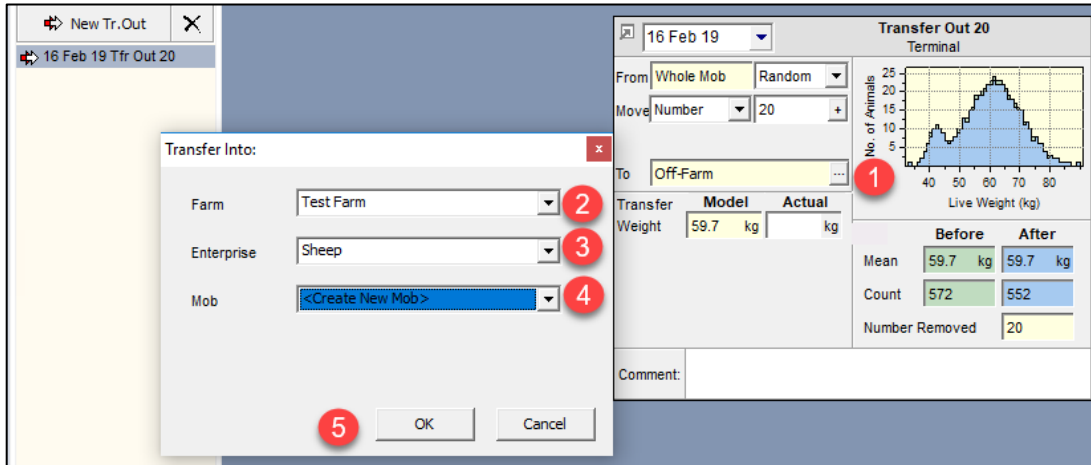 New Tr.Out
16 Feb 19 Tfr Out 20
Transfer Into:
x
Farm
Test Farm
2
Enterprise
Sheep
3
Mob
<Create New Mob>
4
5
OK
Cancel
16 Feb 19
From Whole Mob Random
Move Number 20 +
To Off-Farm ...
1
Transfer Model Actual
Weight 59.7 kg kg
Transfer Out 20
Terminal
No. of Animals
25
20
15
10
5
40 50 60 70 80
Live Weight (kg)
Before After
Mean 59.7 kg 59.7 kg
Count 572 552
Number Removed 20
Comment: